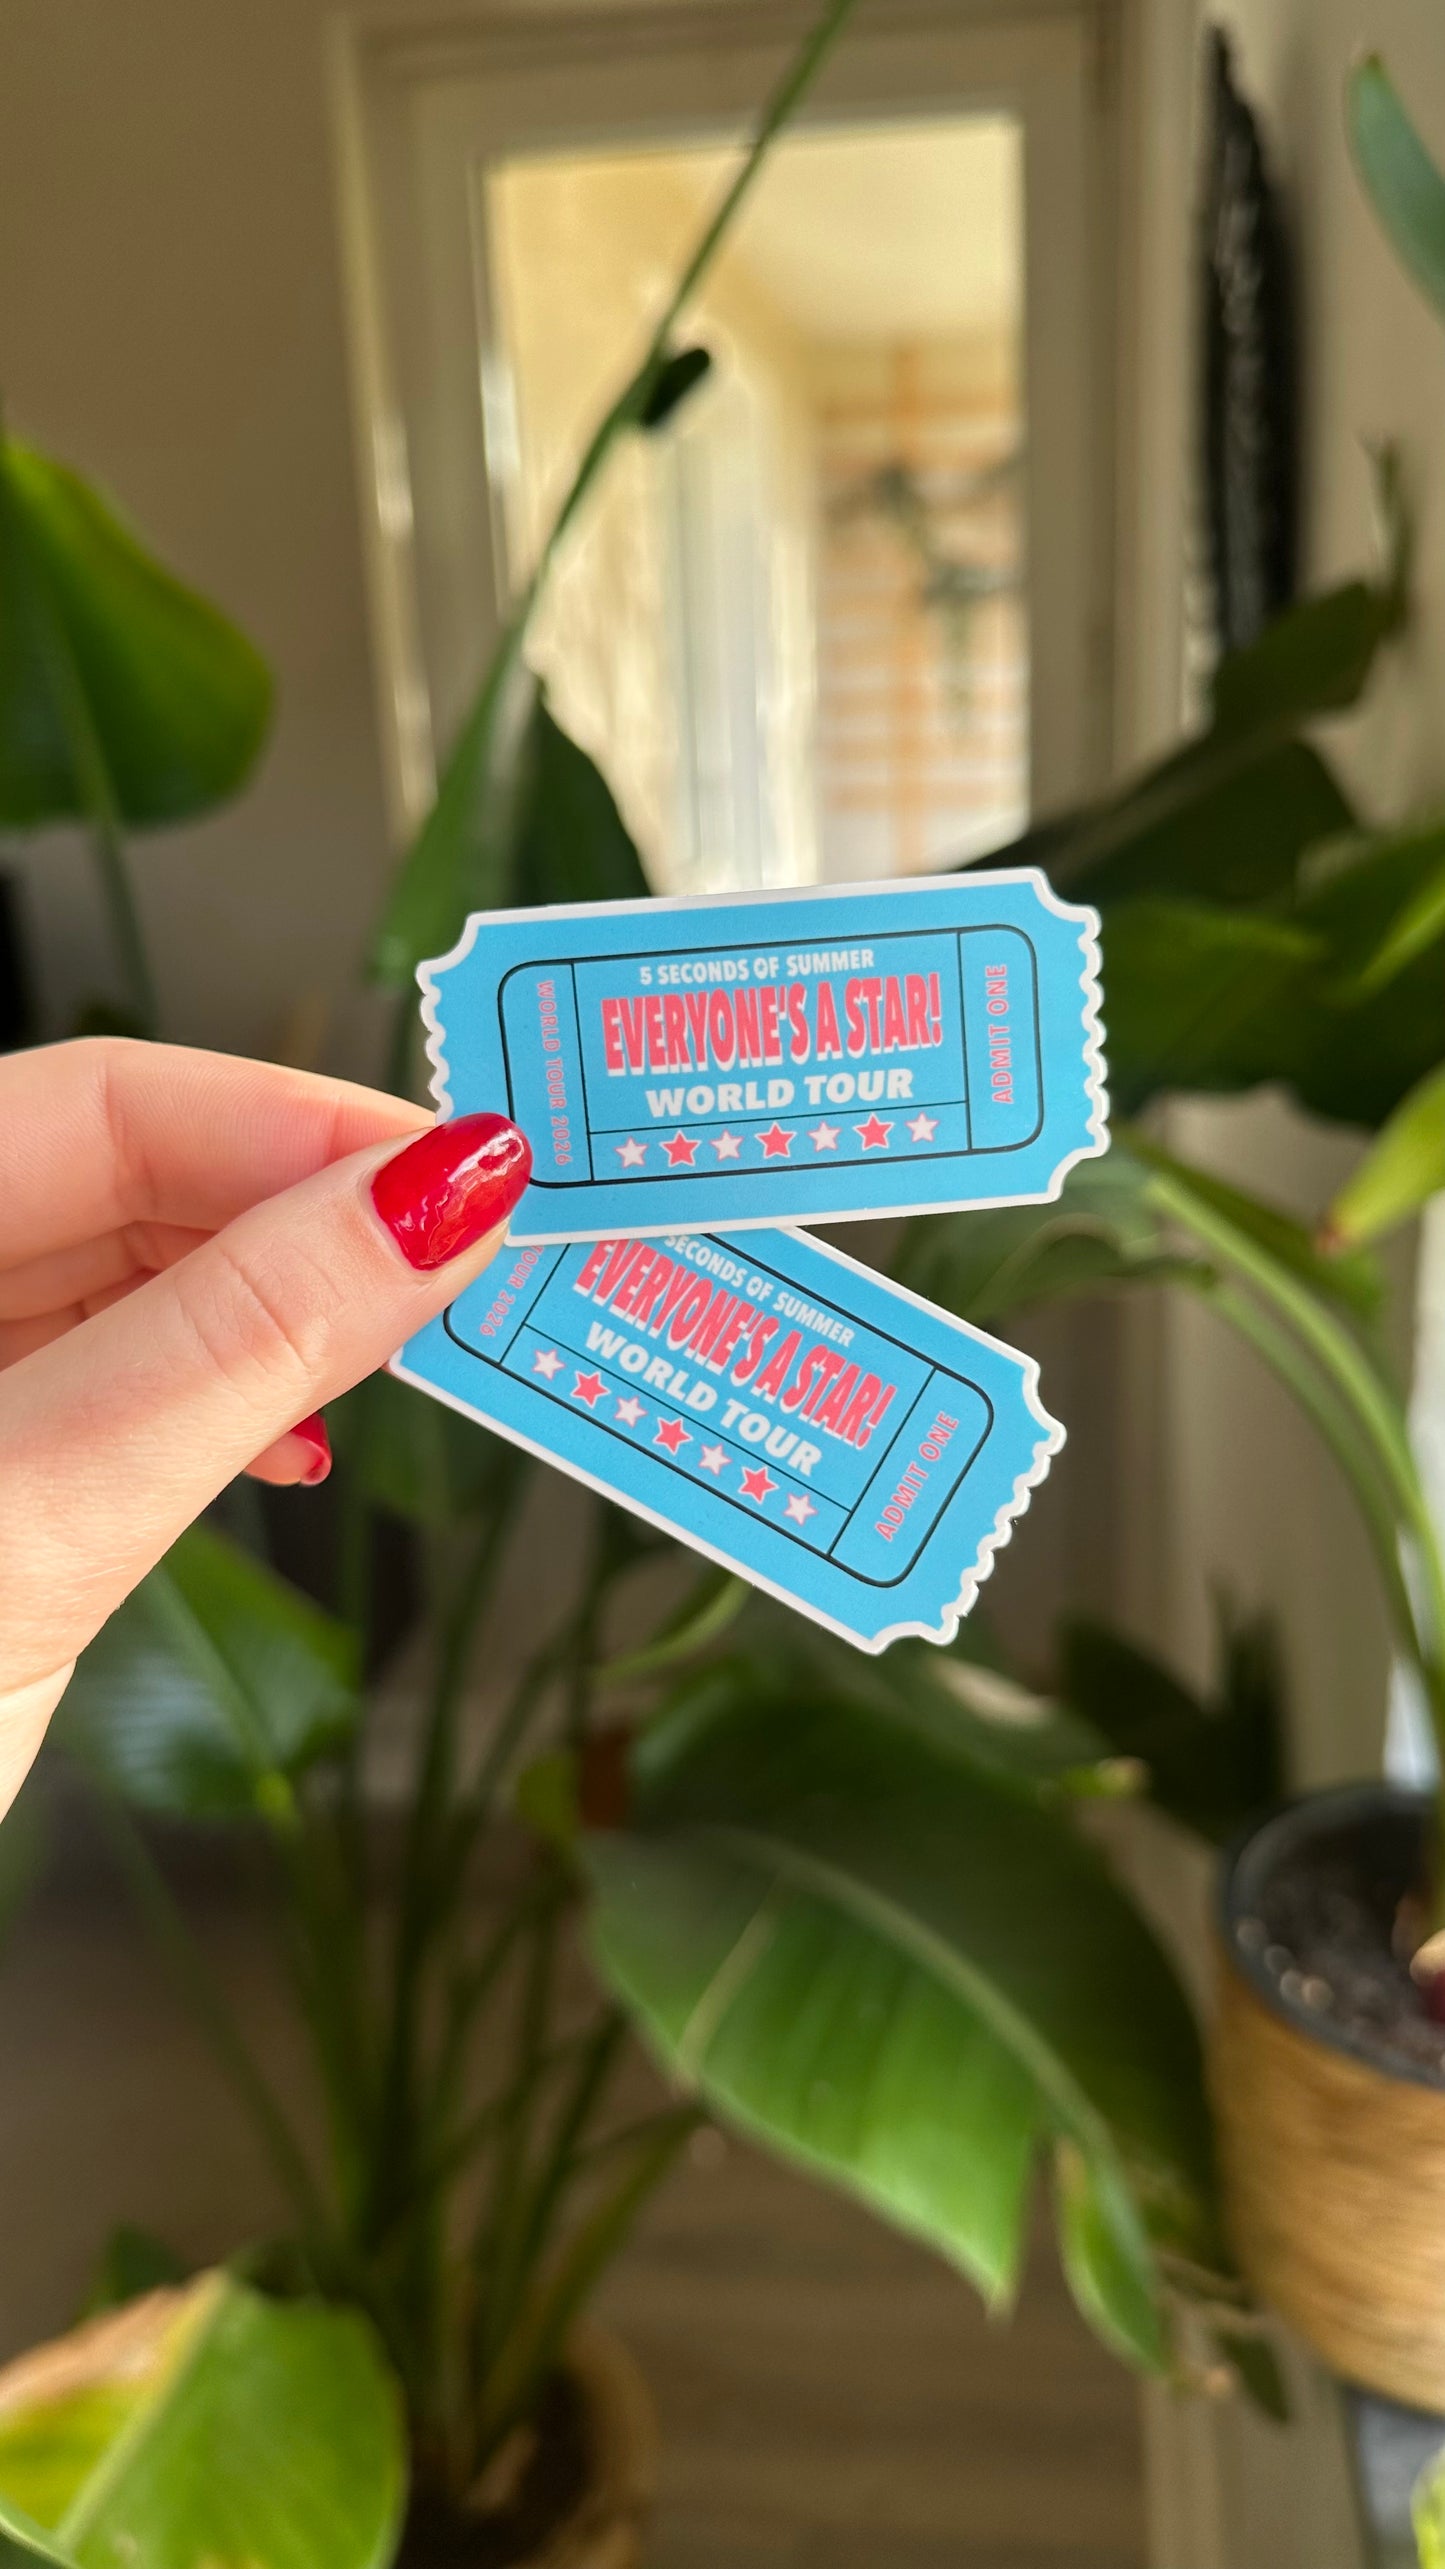 WORLD TOUR 2026
5 SECONDS OF SUMMER
EVERYONE'S A STAR!
WORLD TOUR
ADMIT ONE
TOUR 2026
SECONDS OF SUMMER
EVERYONE'S A STAR!
WORLD TOUR
ADMIT ONE